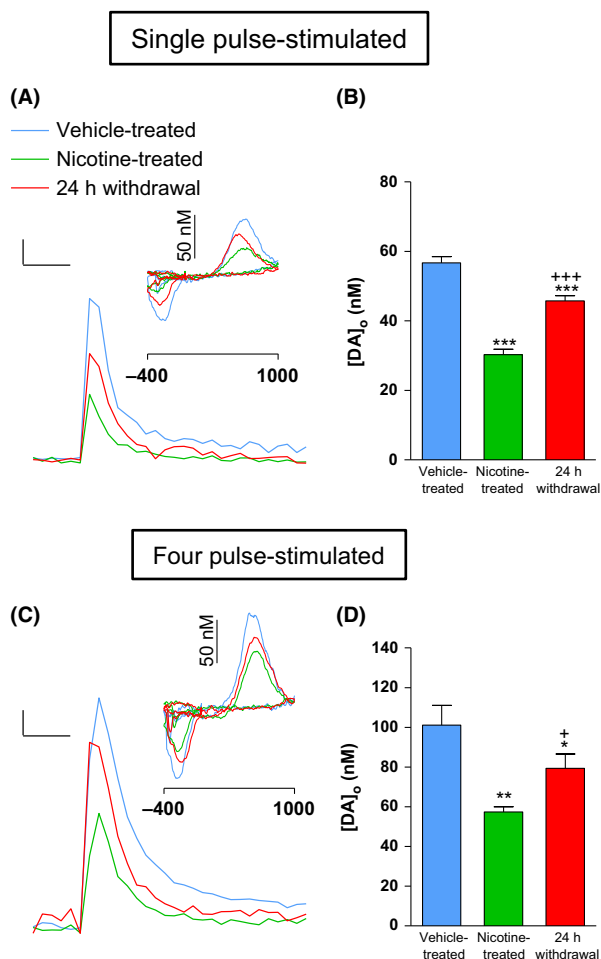 Single pulse-stimulated
(A)
Vehicle-treated
Nicotine-treated
24 h withdrawal
50 nM
–400
1000
(B)
80
60
40
20
0
[DA]o (nM)
***
+++
***
Vehicle-
treated
Nicotine-
treated
24 h
withdrawal
Four pulse-stimulated
(C)
50 nM
–400
1000
(D)
140
120
100
80
60
40
20
0
[DA]o (nM)
**
+
*
Vehicle-
treated
Nicotine-
treated
24 h
withdrawal